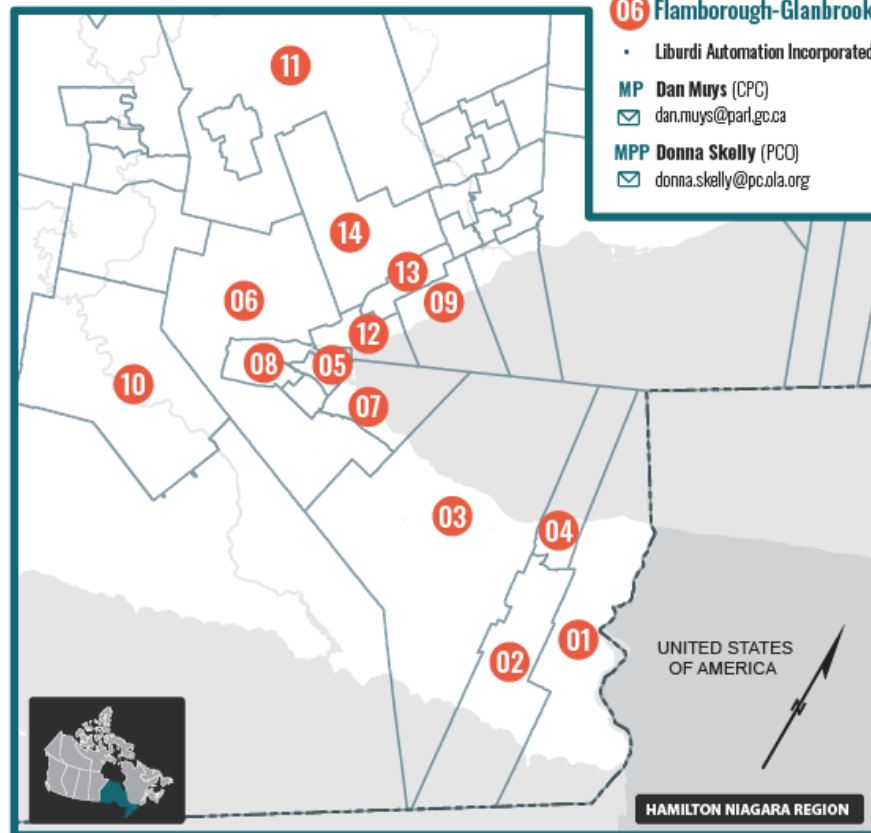 06 Flamborough-Glanbrook
• Liburdi Automation Incorporated
MP Dan Muys (CPC)
dan.muys@parl.gc.ca
MPP Donna Skelly (PCO)
donna.skelly@pc.ola.org
11
14
13
06
09
12
08
05
10
07
03
04
01
02
UNITED STATES
OF AMERICA
N
HAMILTON NIAGARA REGION